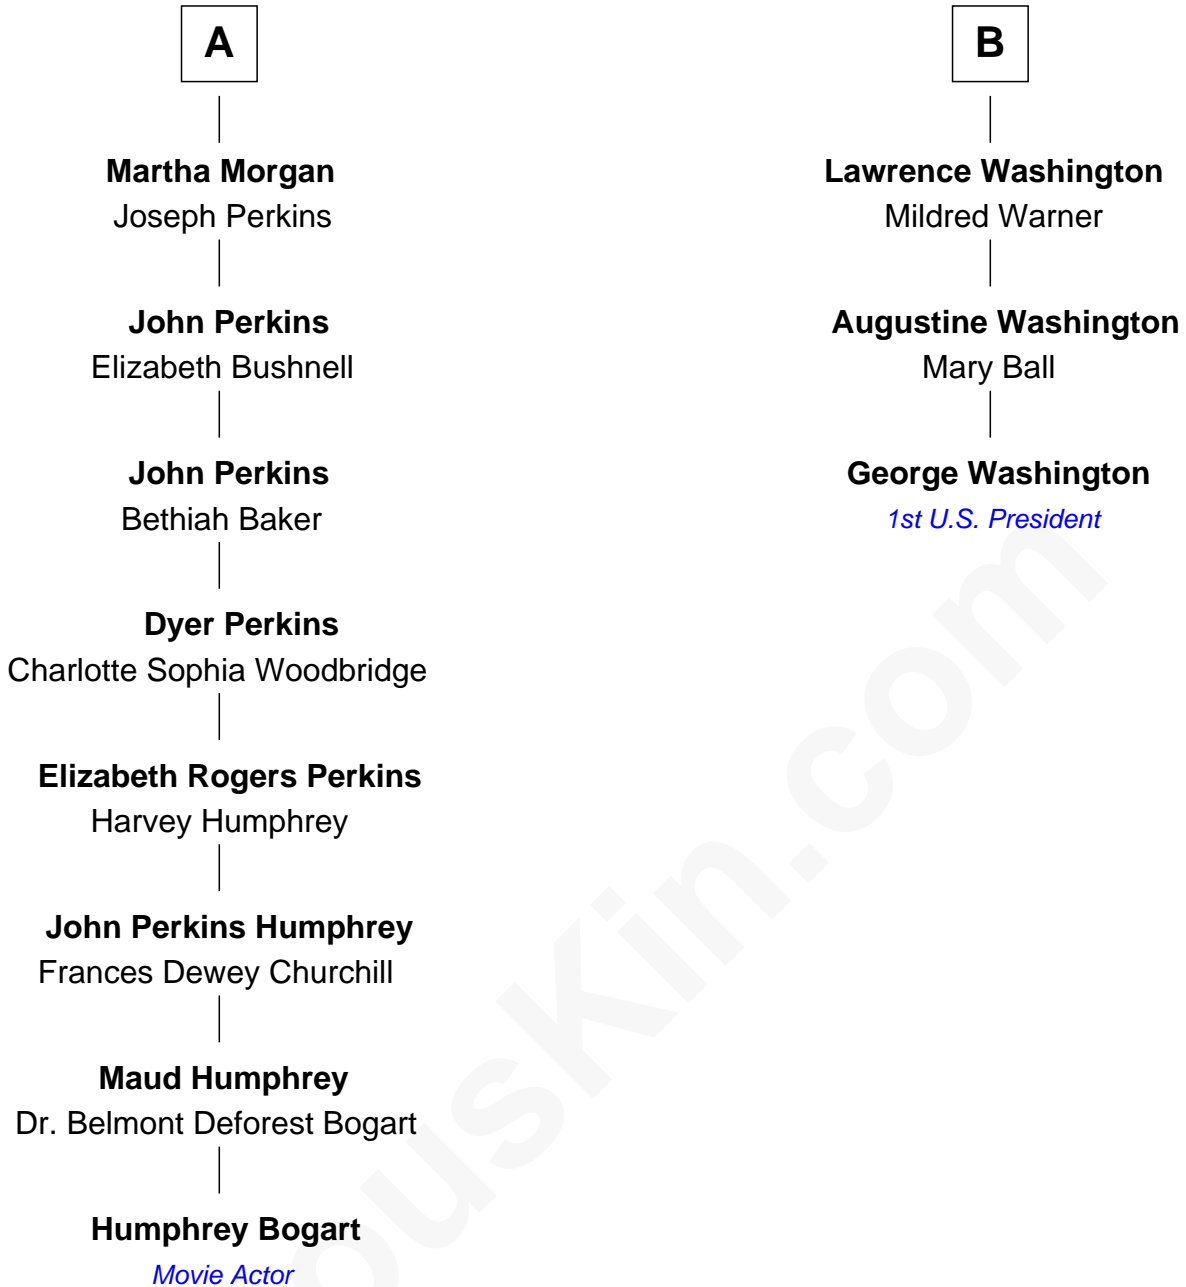 A
Martha Morgan
Joseph Perkins
John Perkins
Elizabeth Bushnell
John Perkins
Bethiah Baker
Dyer Perkins
Charlotte Sophia Woodbridge
Elizabeth Rogers Perkins
Harvey Humphrey
John Perkins Humphrey
Frances Dewey Churchill
Maud Humphrey
Dr. Belmont Deforest Bogart
Humphrey Bogart
Movie Actor
B
Lawrence Washington
Mildred Warner
Augustine Washington
Mary Ball
George Washington
1st U.S. President
ousKin.com